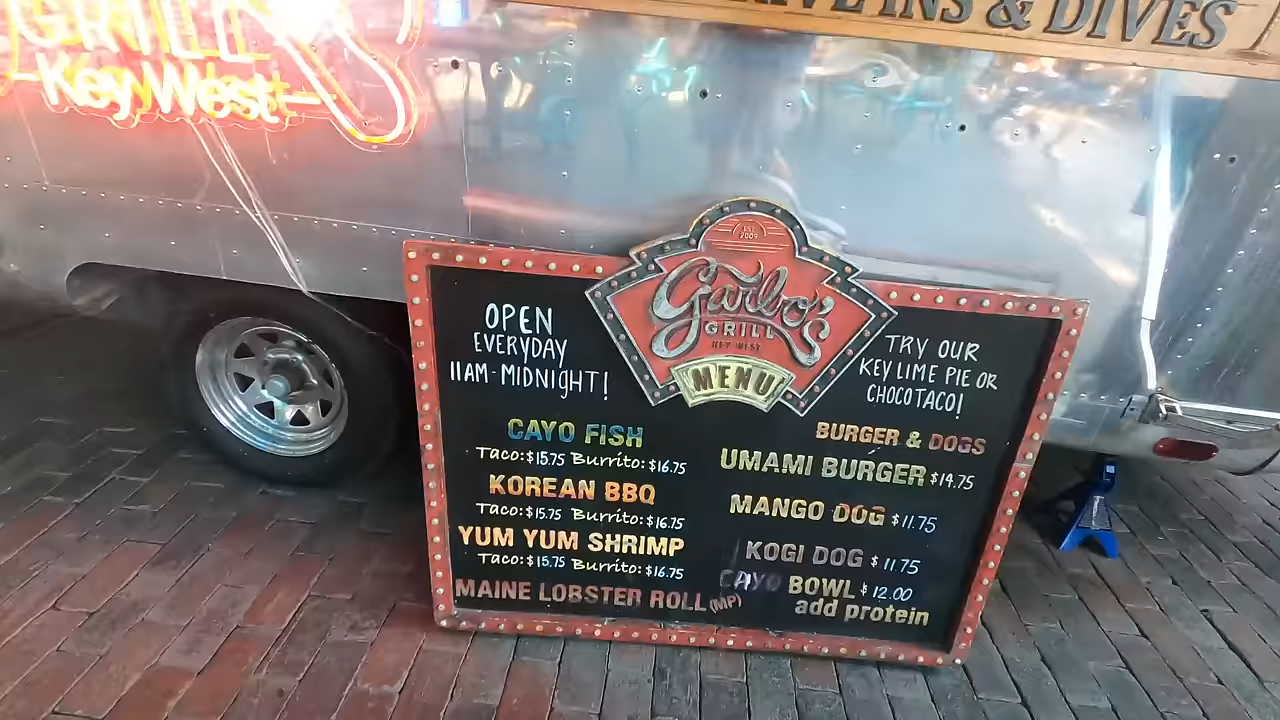 GRILL
Key West
INS & DIVES
EST
2009
Garbo's
GRILL
KEY WEST
MENU
OPEN
EVERYDAY
11AM-MIDNIGHT!
TRY OUR
KEY LIME PIE OR
CHOCOTACO!
CAYO FISH
Taco: $15.75 Burrito: $16.75
KOREAN BBQ
Taco: $15.75 Burrito: $16.75
YUM YUM SHRIMP
Taco: $15.75 Burrito: $16.75
MAINE LOBSTER ROLL (MP)
BURGER & DOGS
UMAMI BURGER $14.75
MANGO DOG $11.75
KOGI DOG $11.75
CAYO BOWL $12.00
add protein